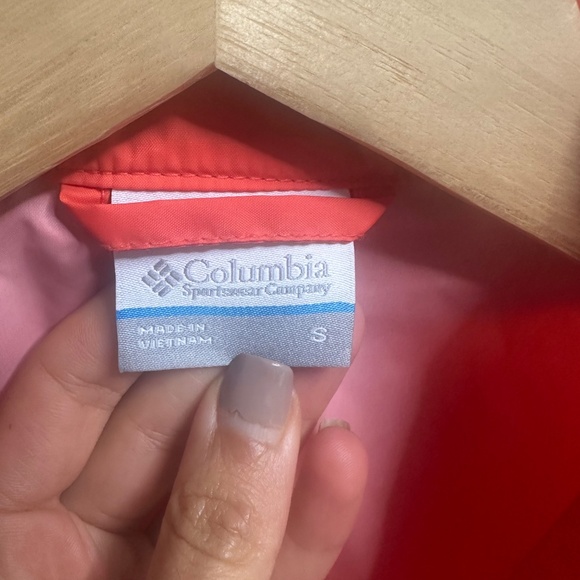 Columbia
Sportswear Company
MADE IN
VIETNAM
S